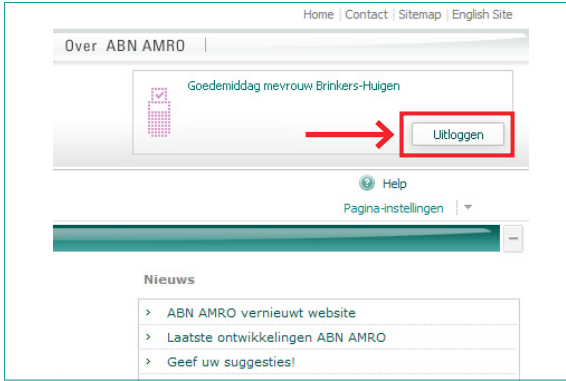 Home | Contact | Sitemap | English Site
Over ABN AMRO
Goedemiddag mevrouw Brinkers-Huigen
Uitloggen
Help
Pagina-instellingen
Nieuws
ABN AMRO vernieuwt website
Laatste ontwikkelingen ABN AMRO
Geef uw suggesties!